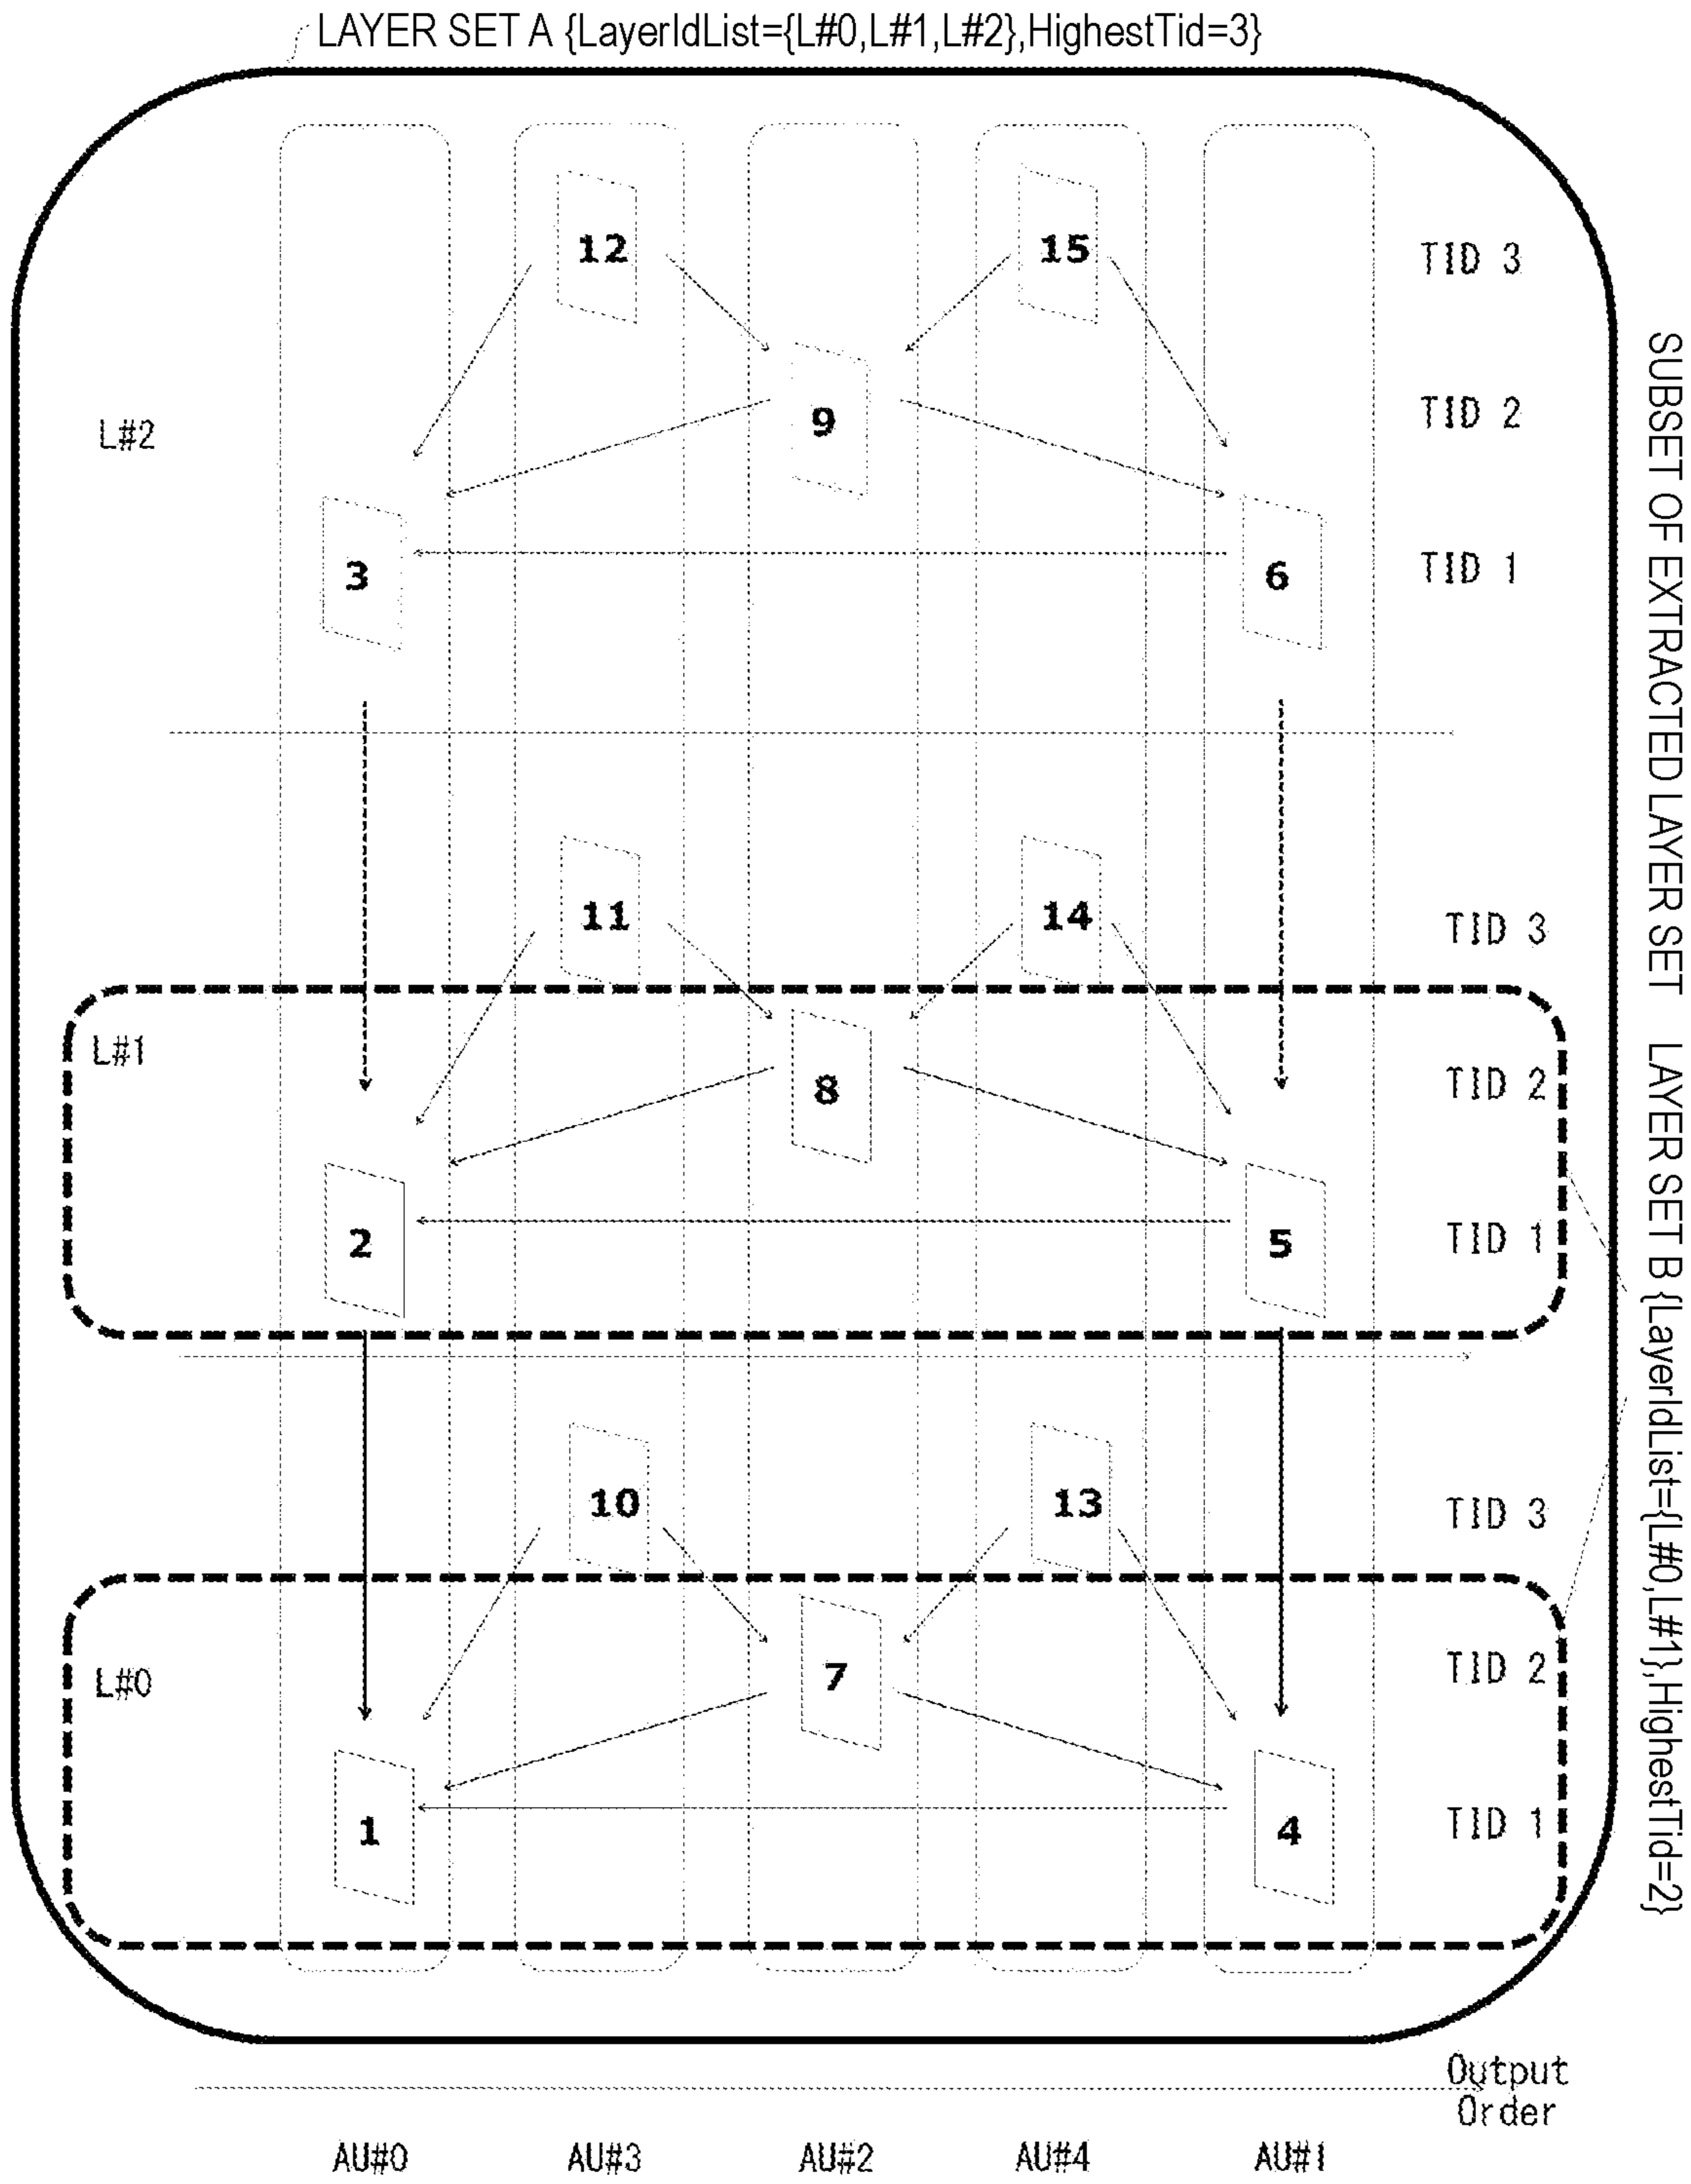 LAYER SET A {LayerIdList={L#0,L#1,L#2},HighestTid=3}
12
15
TID 3
9
TID 2
L#2
3
6
TID 1
11
14
TID 3
L#1
8
TID 2
2
5
TID 1
10
13
TID 3
7
TID 2
L#0
1
4
TID 1
SUBSET OF EXTRACTED LAYER SET LAYER SET B {LayerIdList={L#0,L#1},HighestTid=2}
Output
Order
AU#0 AU#3 AU#2 AU#4 AU#1